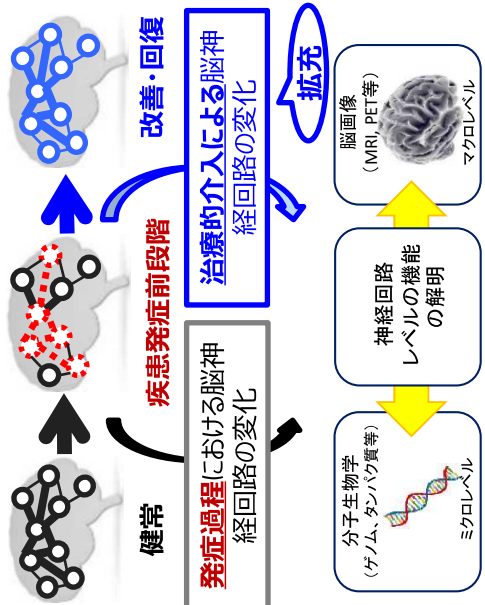 健常
疾患発症前段階
改善・回復
発症過程における脳神
経回路の変化
治療的介入による脳神
経回路の変化
拡充
分子生物学
（ゲノム、タンパク質等）
ミクロレベル
神経回路
レベルの機能
の解明
脳画像
（MRI, PET等）
マクロレベル